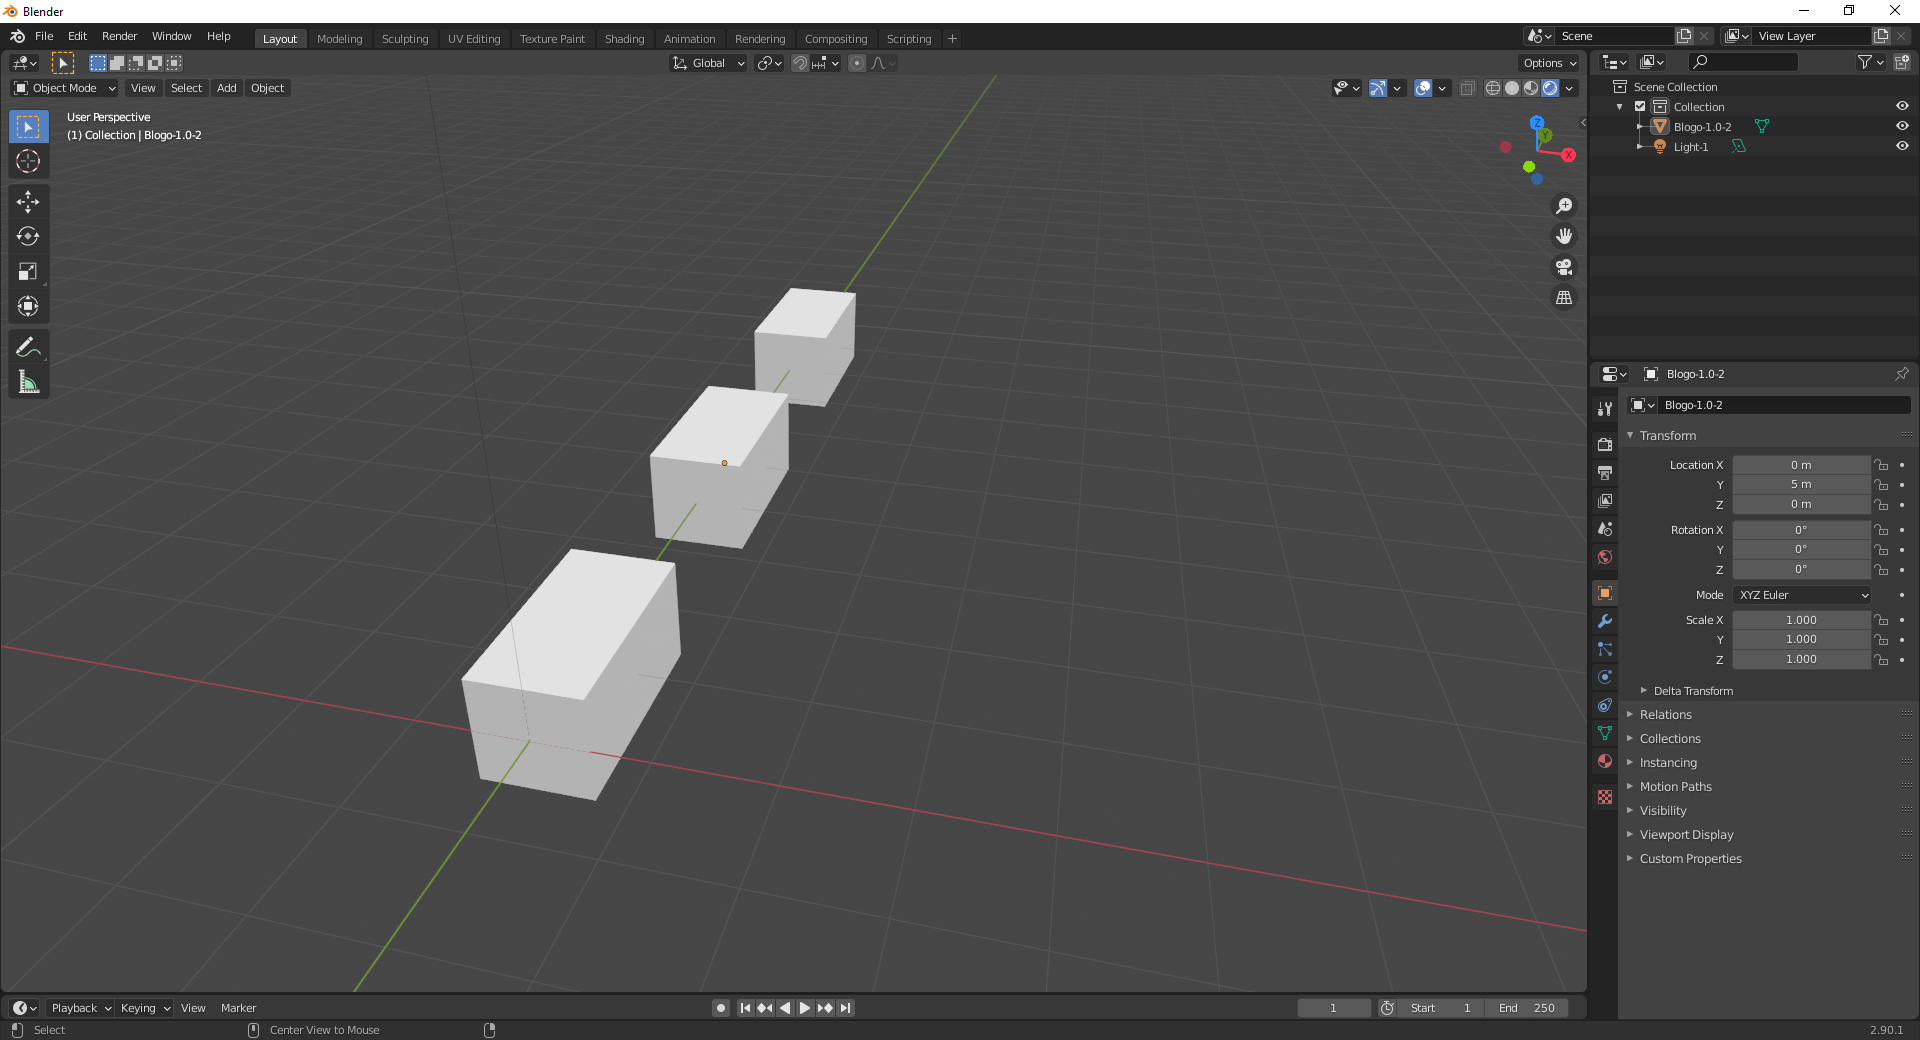 Blender
File Edit Render Window Help Layout Modeling Sculpting UV Editing Texture Paint Shading Animation Rendering Compositing Scripting + Scene View Layer
Global Options
Object Mode View Select Add Object
User Perspective
(1) Collection | Blogo-1.0-2
Z
Y
X
Scene Collection
Collection
Blogo-1.0-2
Light-1
Blogo-1.0-2
Blogo-1.0-2
Transform
Location X 0 m
Y 5 m
Z 0 m
Rotation X 0°
Y 0°
Z 0°
Mode XYZ Euler
Scale X 1.000
Y 1.000
Z 1.000
Delta Transform
Relations
Collections
Instancing
Motion Paths
Visibility
Viewport Display
Custom Properties
Playback Keying View Marker 1 Start 1 End 250
Select Center View to Mouse 2.90.1